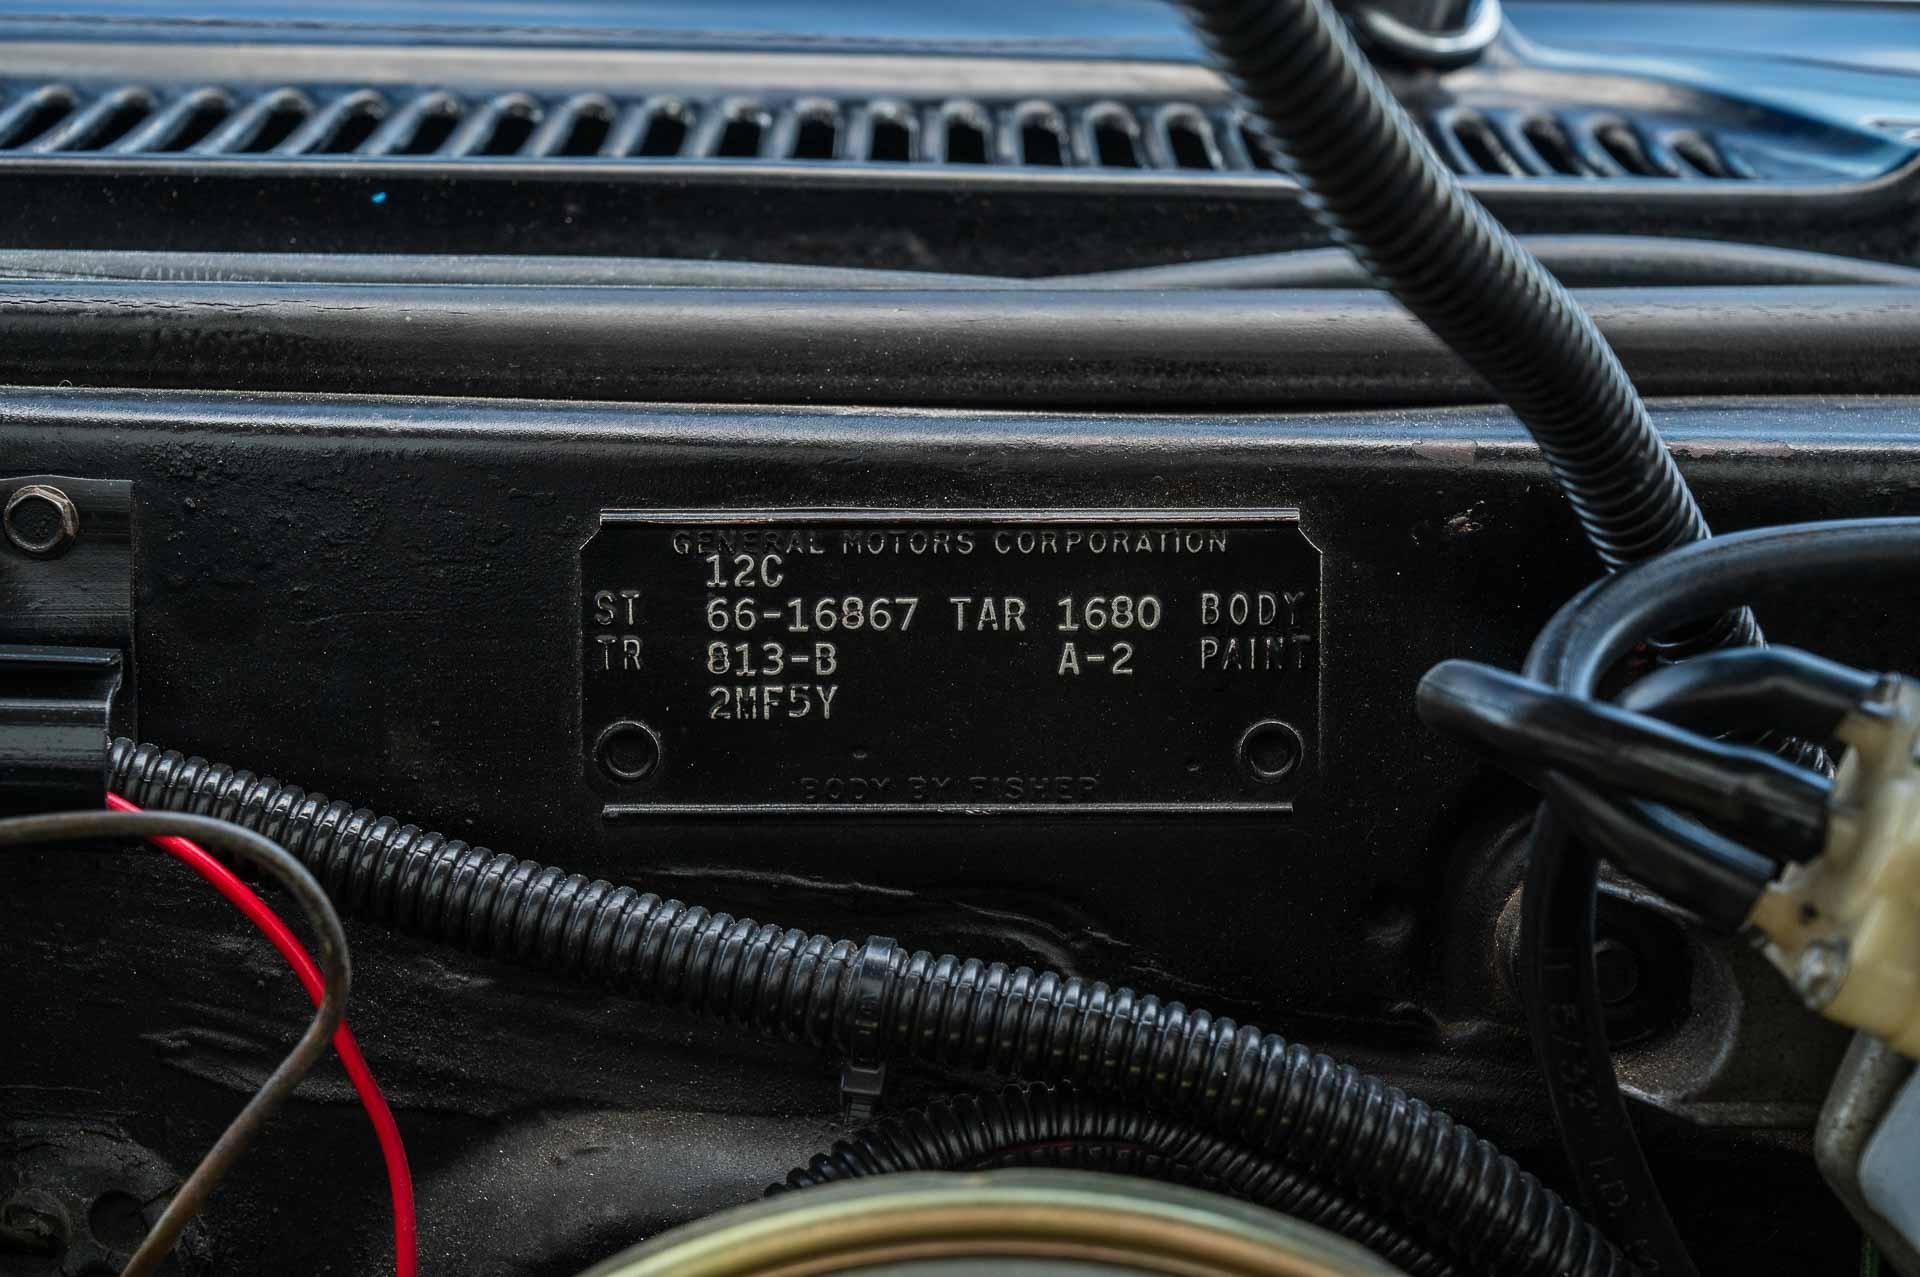 GENERAL MOTORS CORPORATION
12C
ST 66-16867 TAR 1680 BODY
TR 813-B A-2 PAINT
2MF5Y
BODY BY FISHER